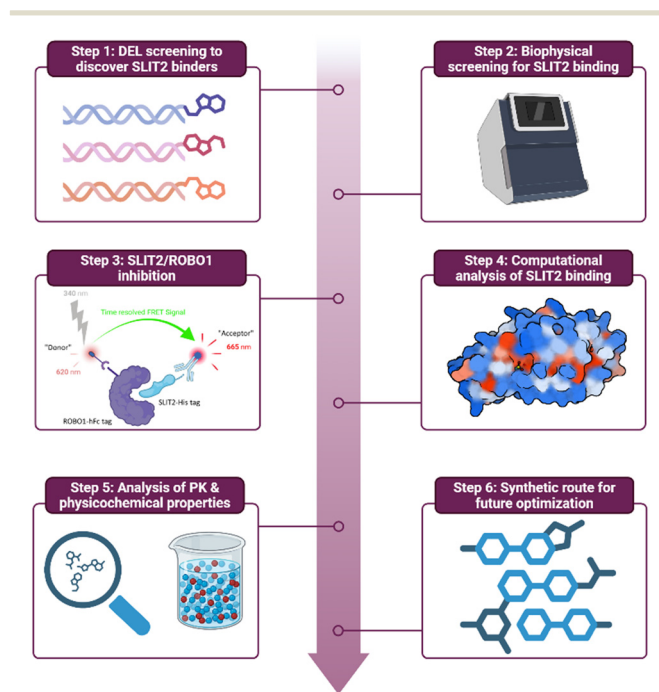 Step 1: DEL screening to
discover SLIT2 binders
Step 2: Biophysical
screening for SLIT2 binding
Step 3: SLIT2/ROBO1
inhibition
340 nm
Time resolved FRET-Signal
"Donor"
"Acceptor"
665 nm
620 nm
SLIT2-His tag
ROBO1-hFc tag
Step 4: Computational
analysis of SLIT2 binding
Step 5: Analysis of PK &
physicochemical properties
Step 6: Synthetic route for
future optimization